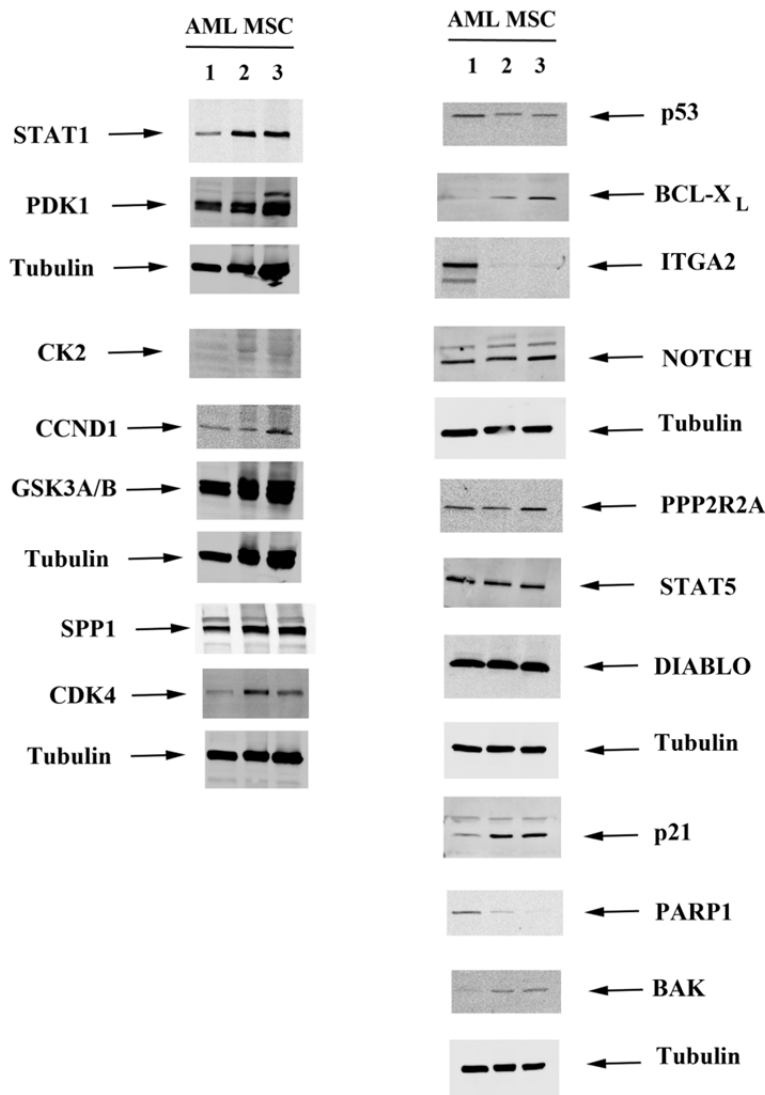 AML MSC
1 2 3
STAT1
PDK1
Tubulin
CK2
CCND1
GSK3A/B
Tubulin
SPP1
CDK4
Tubulin
AML MSC
1 2 3
p53
BCL-XL
ITGA2
NOTCH
Tubulin
PPP2R2A
STAT5
DIABLO
Tubulin
p21
PARP1
BAK
Tubulin